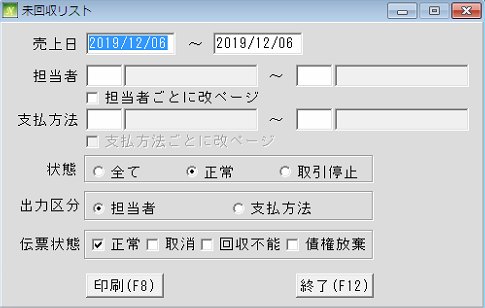 未回収リスト
売上日 2019/12/06 ～ 2019/12/06
担当者 ～
担当者ごとに改ページ
支払方法 ～
支払方法ごとに改ページ
状態 全て 正常 取引停止
出力区分 担当者 支払方法
伝票状態 正常 取消 回収不能 債権放棄
印刷(F8) 終了(F12)